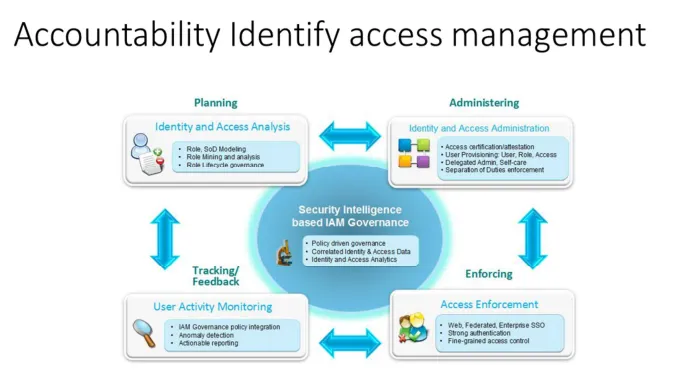 Accountability Identify access management
Planning
Administering
Identity and Access Analysis
• Role, SoD Modeling
• Role Mining and analysis
• Role Lifecycle governance
Identity and Access Administration
• Access certification/attestation
• User Provisioning: User, Role, Access
• Delegated Admin, Self-care
• Separation of Duties enforcement
Security Intelligence
based IAM Governance
• Policy driven governance
• Correlated Identity & Access Data
• Identity and Access Analytics
Tracking/
Feedback
Enforcing
User Activity Monitoring
• IAM Governance policy integration
• Anomaly detection
• Actionable reporting
Access Enforcement
• Web, Federated, Enterprise SSO
• Strong authentication
• Fine-grained access control